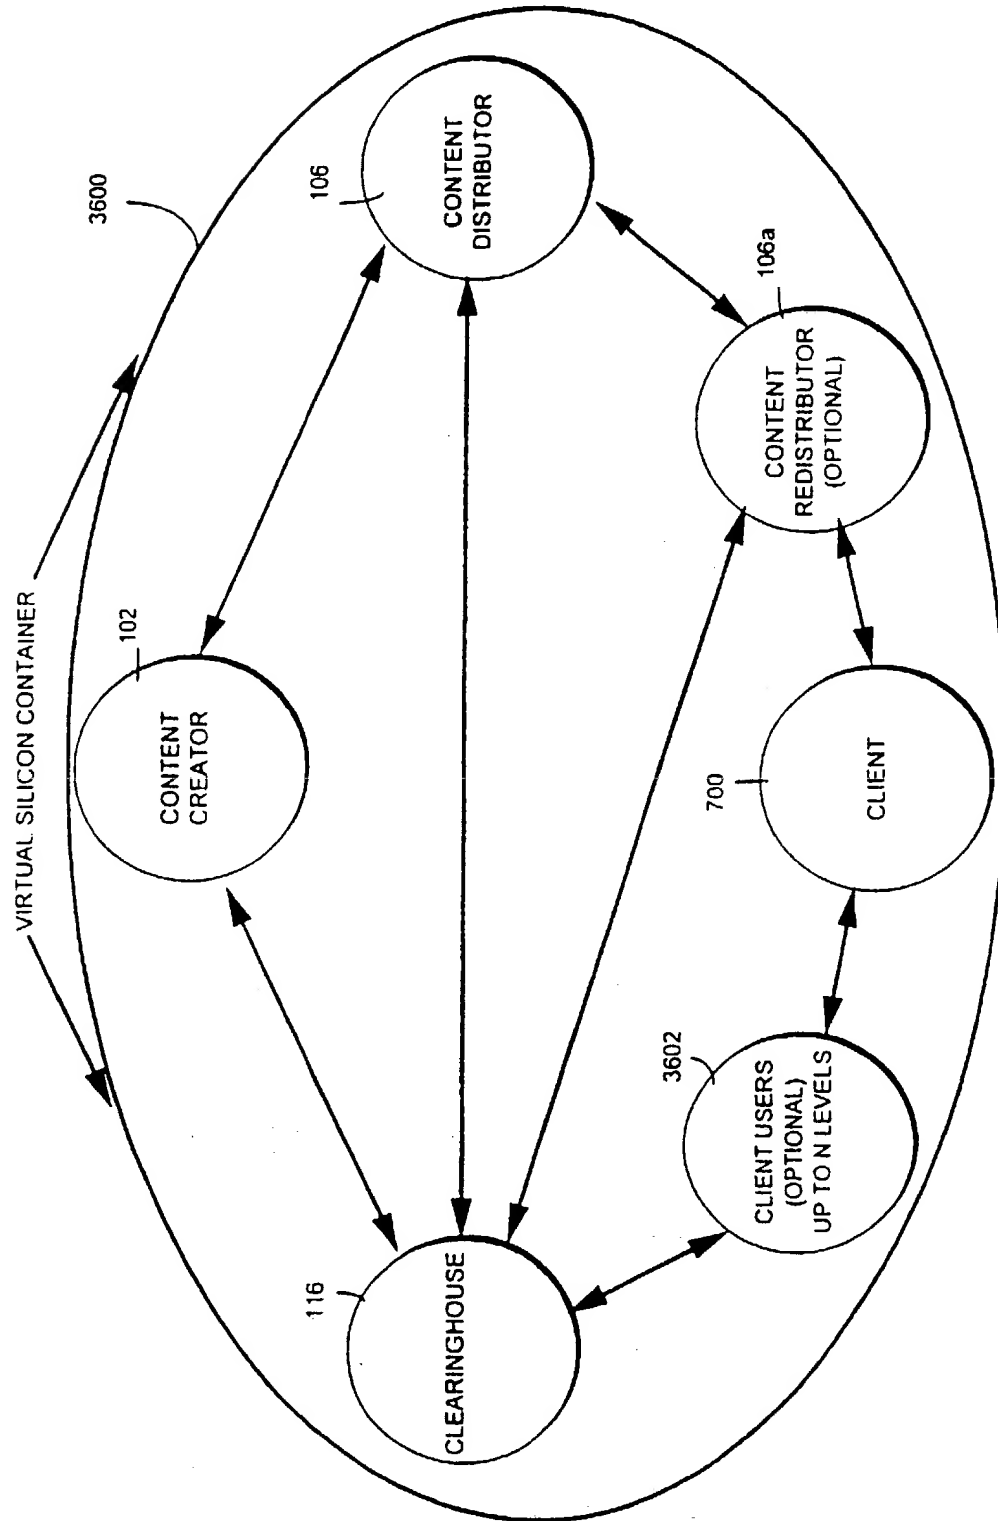 VIRTUAL SILICON CONTAINER
3600
102
CONTENT
CREATOR
106
CONTENT
DISTRIBUTOR
116
CLEARINGHOUSE
106a
CONTENT
REDISTRIBUTOR
(OPTIONAL)
3602
CLIENT USERS
(OPTIONAL)
UP TO N LEVELS
700
CLIENT